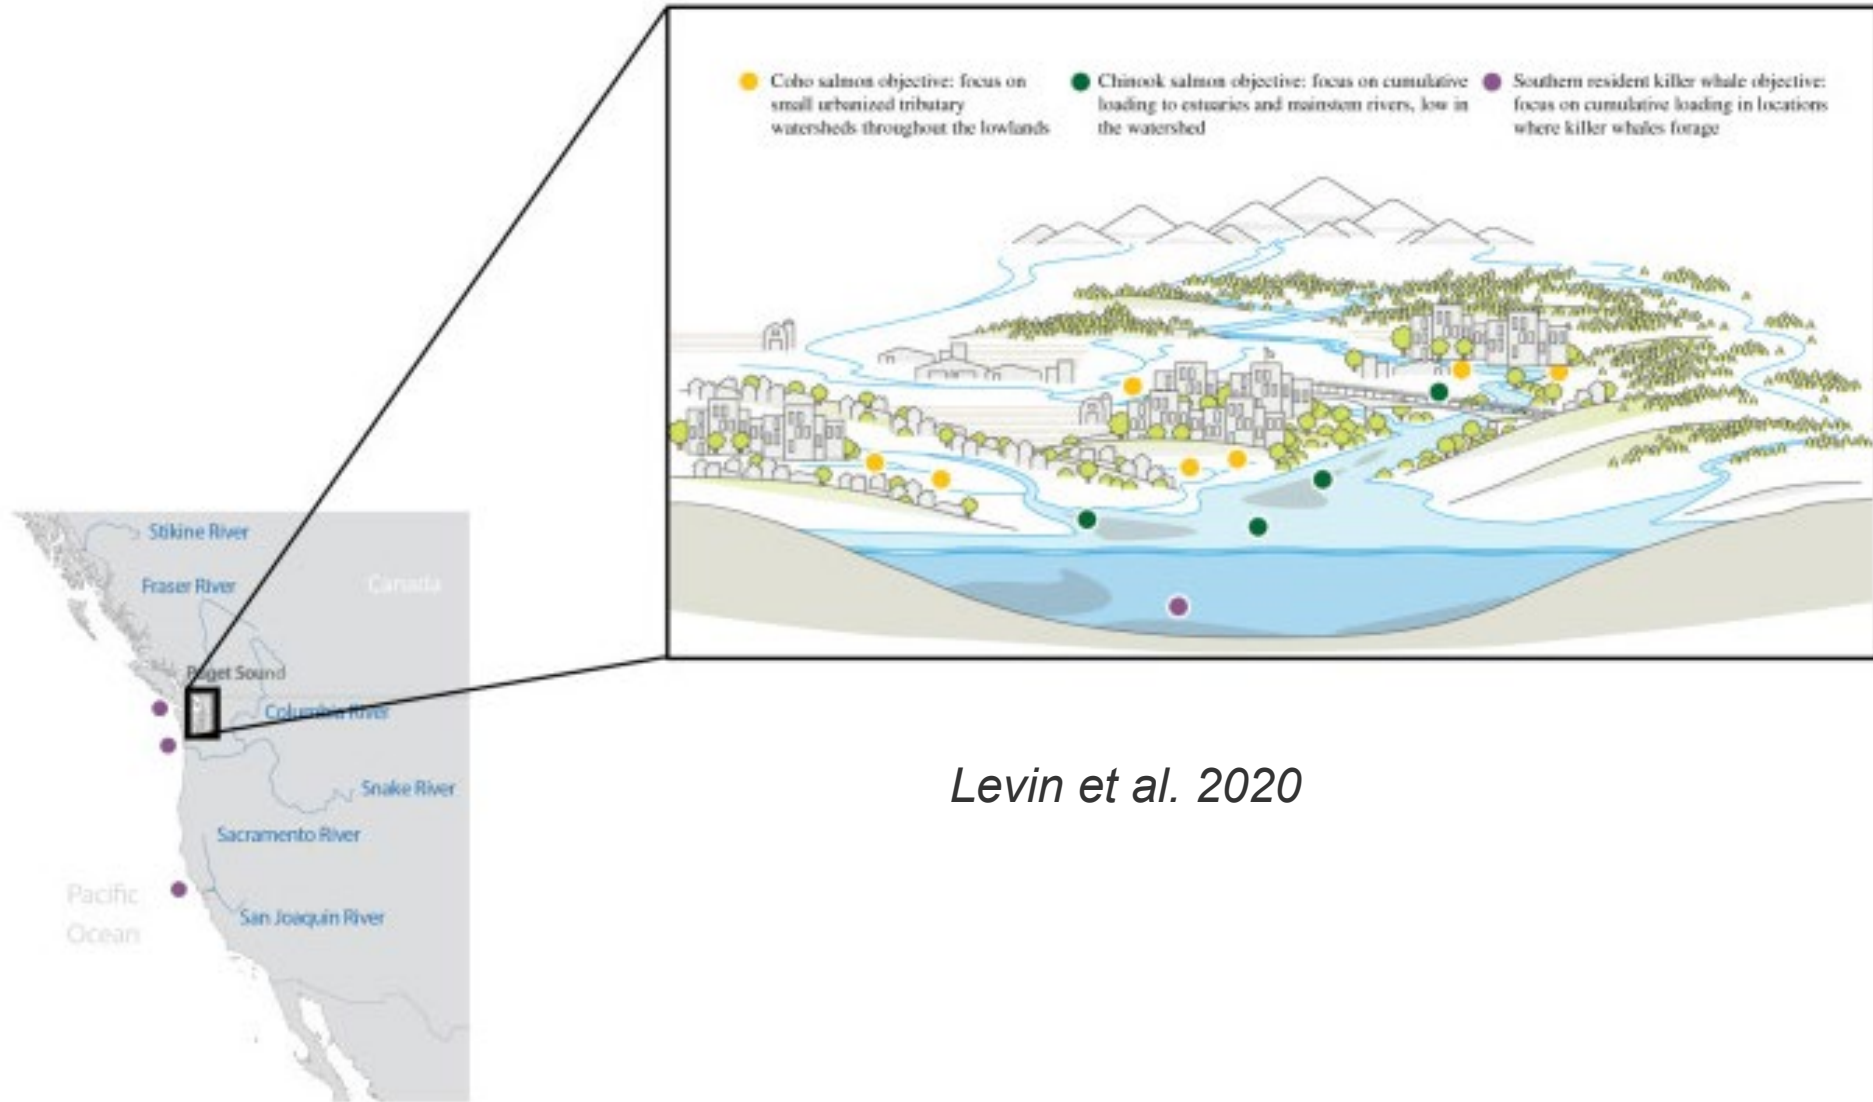 Coho salmon objective: focus on
small urbanized tributary
watersheds throughout the lowlands
Chinook salmon objective: focus on cumulative
loading to estuaries and mainstem rivers, low in
the watershed
Southern resident killer whale objective:
focus on cumulative loading in locations
where killer whales forage
Stikine River
Fraser River
Canada
Puget Sound
Columbia River
Snake River
Sacramento River
San Joaquin River
Pacific
Ocean
Levin et al. 2020